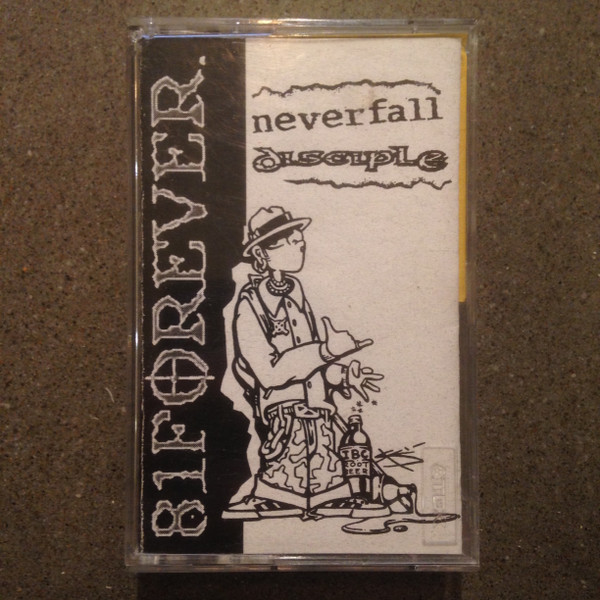 81FOREVER.
neverfall
disciple
IBC
ROOT
BEER